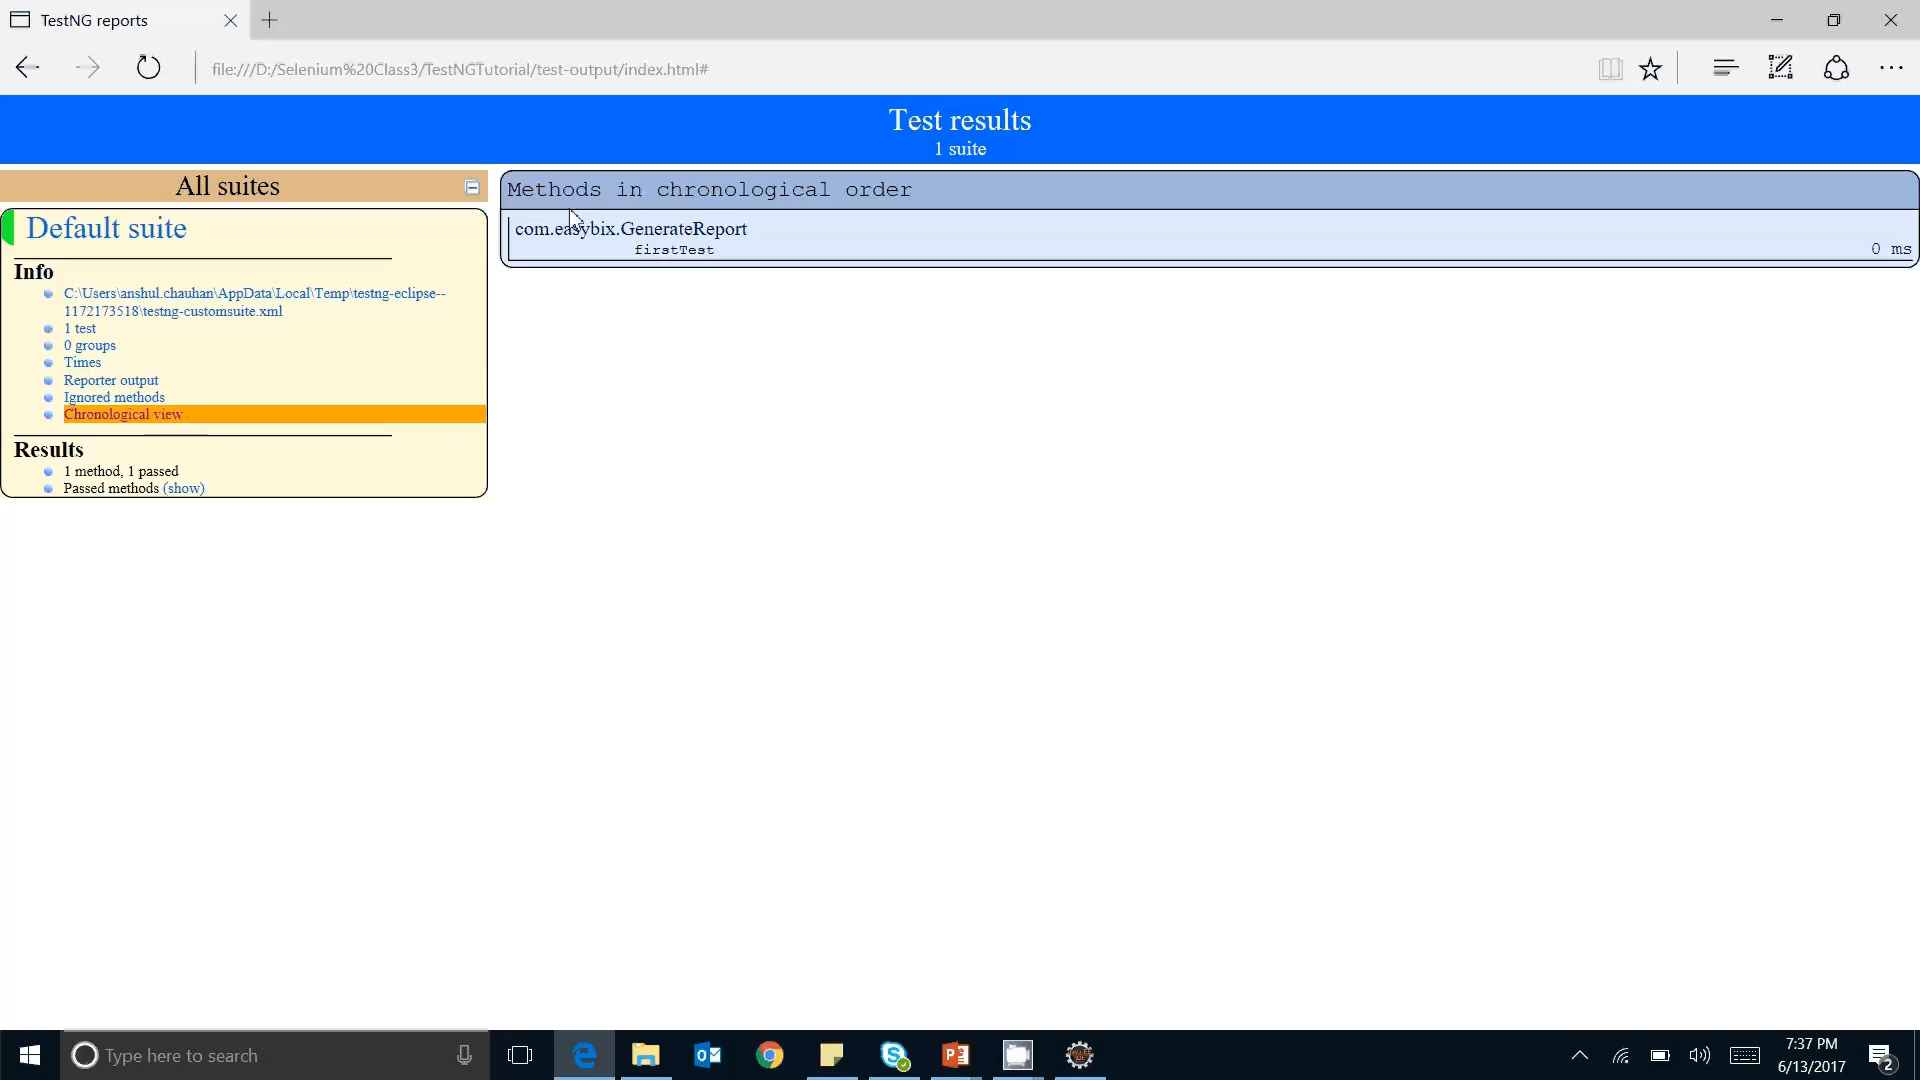 TestNG reports
file:///D:/Selenium%20Class3/TestNGTutorial/test-output/index.html#
Test results
1 suite
All suites
Default suite
Info
C:\Users\anshul.chauhan\AppData\Local\Temp\testng-eclipse--
1172173518\testng-customsuite.xml
1 test
0 groups
Times
Reporter output
Ignored methods
Chronological view
Results
1 method, 1 passed
Passed methods (show)
Methods in chronological order
com.easybix.GenerateReport
firstTest 0 ms
Type here to search
7:37 PM
6/13/2017
2